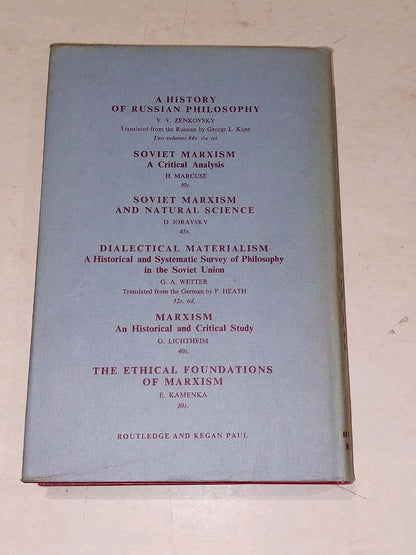 A HISTORY
OF RUSSIAN PHILOSOPHY
V. V. ZENKOVSKY
Translated from the Russian by George L. Kline
Two volumes 84s. the set
SOVIET MARXISM
A Critical Analysis
H. MARCUSE
30s.
SOVIET MARXISM
AND NATURAL SCIENCE
D. JORAVSKY
45s.
DIALECTICAL MATERIALISM
A Historical and Systematic Survey of Philosophy
in the Soviet Union
G. A. WETTER
Translated from the German by P. HEATH
52s. 6d.
MARXISM
An Historical and Critical Study
G. LICHTHEIM
40s.
THE ETHICAL FOUNDATIONS
OF MARXISM
E. KAMENKA
30s.
ROUTLEDGE AND KEGAN PAUL